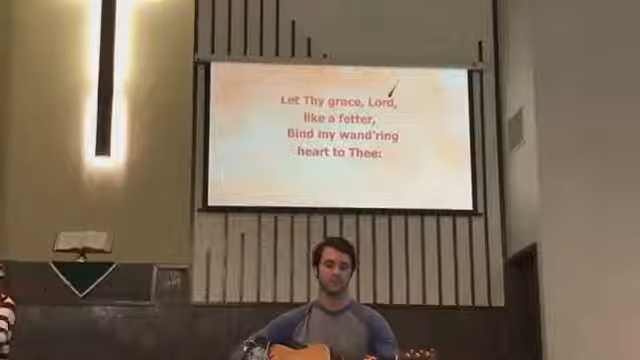 Let Thy grace, Lord,
like a fetter,
Bind my wand'ring
heart to Thee: